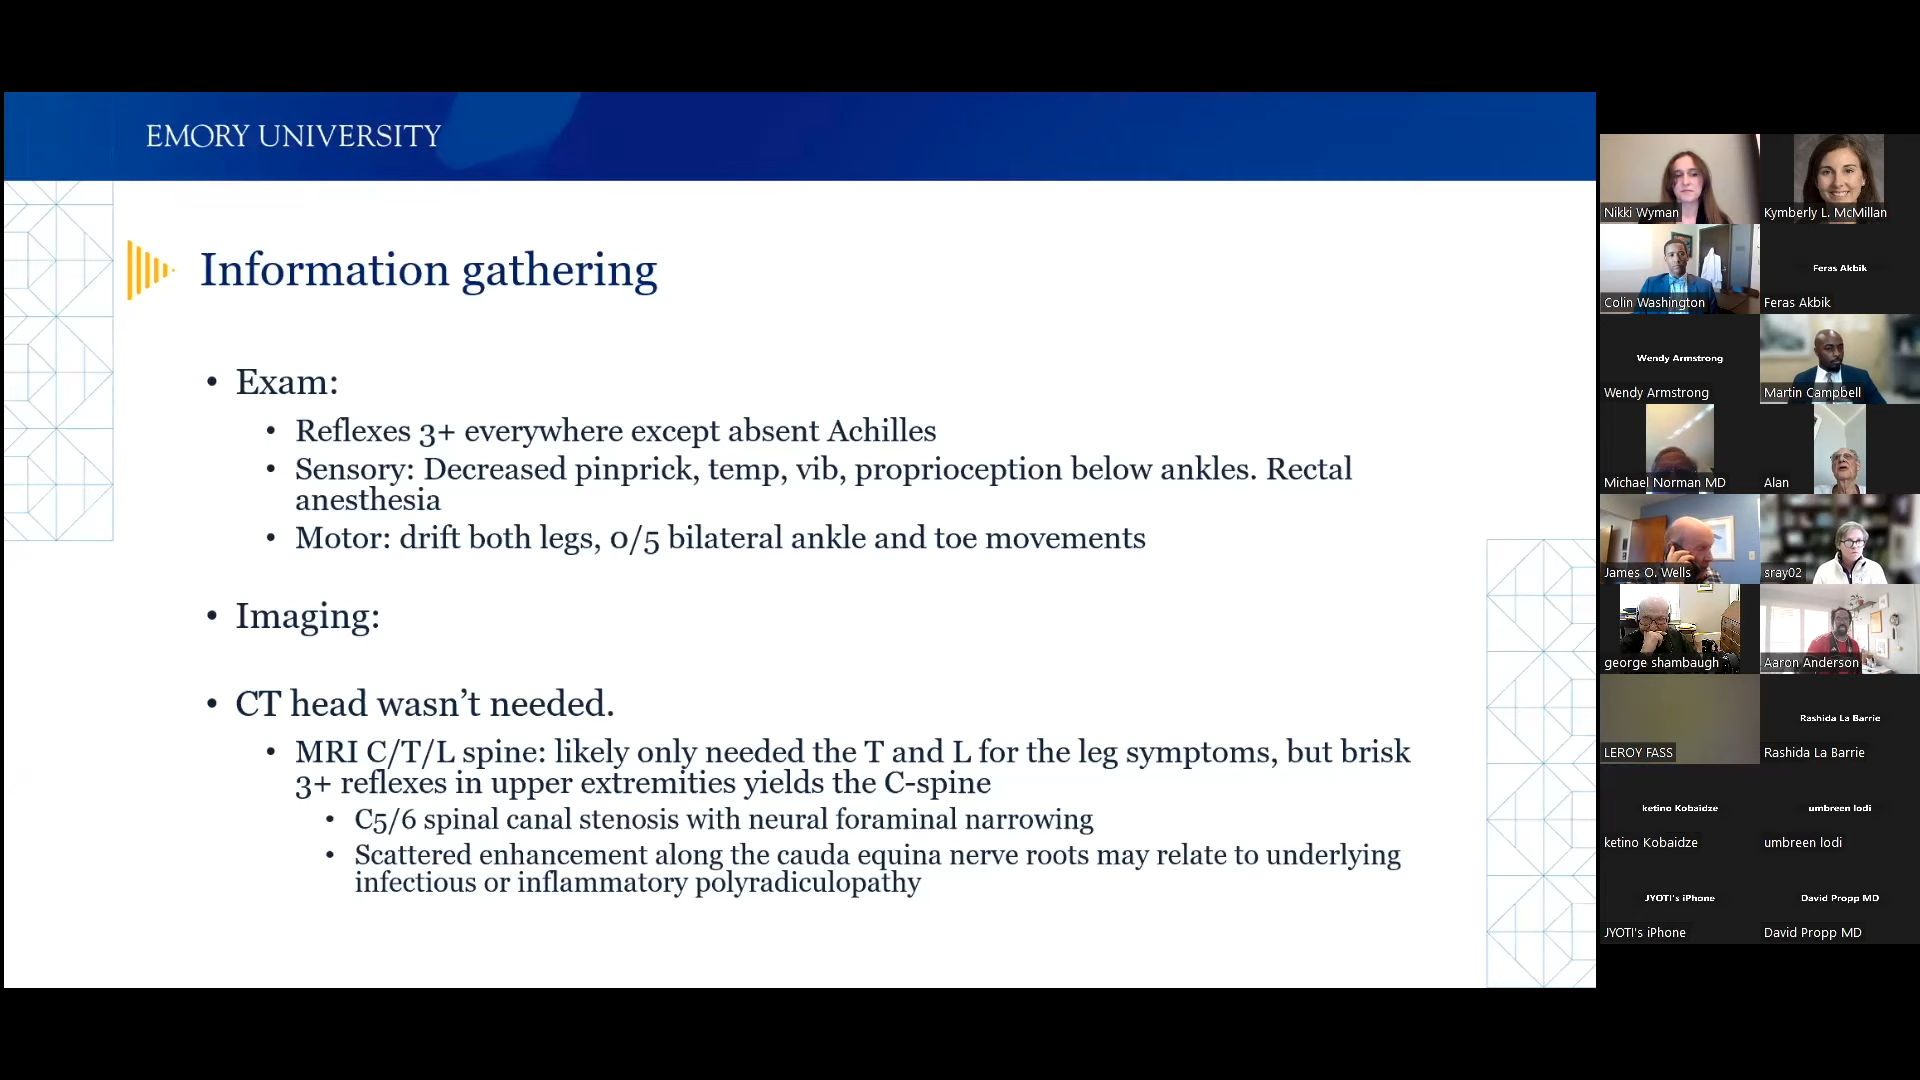 EMORY UNIVERSITY
Information gathering
• Exam:
• Reflexes 3+ everywhere except absent Achilles
• Sensory: Decreased pinprick, temp, vib, proprioception below ankles. Rectal
anesthesia
• Motor: drift both legs, 0/5 bilateral ankle and toe movements
• Imaging:
• CT head wasn’t needed.
• MRI C/T/L spine: likely only needed the T and L for the leg symptoms, but brisk
3+ reflexes in upper extremities yields the C-spine
• C5/6 spinal canal stenosis with neural foraminal narrowing
• Scattered enhancement along the cauda equina nerve roots may relate to underlying
infectious or inflammatory polyradiculopathy
Nikki Wyman
Kymberly L. McMillan
Colin Washington
Feras Akbik
Feras Akbik
Wendy Armstrong
Wendy Armstrong
Martin Campbell
Michael Norman MD
Alan
James O. Wells
sray02
george shambaugh
Aaron Anderson
LEROY FASS
Rashida La Barrie
Rashida La Barrie
ketino Kobaidze
ketino Kobaidze
umbreen lodi
umbreen lodi
JYOTI's iPhone
JYOTI's iPhone
David Propp MD
David Propp MD